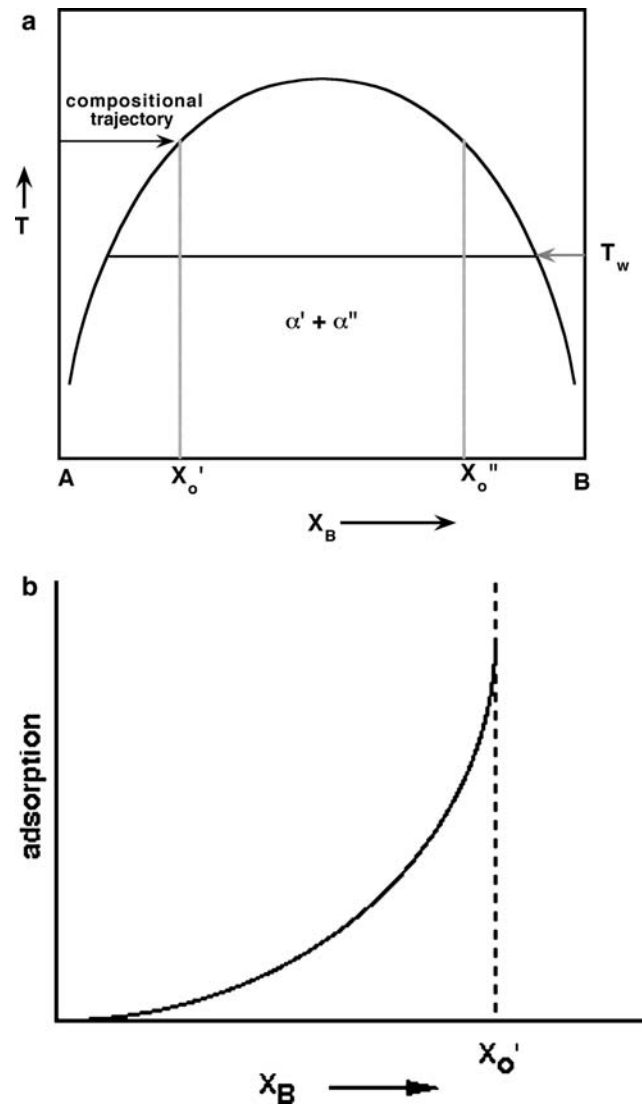 a
compositional
trajectory
T
T_w
α' + α"
A
X_o'
X_o"
B
X_B
b
adsorption
X_o'
X_B